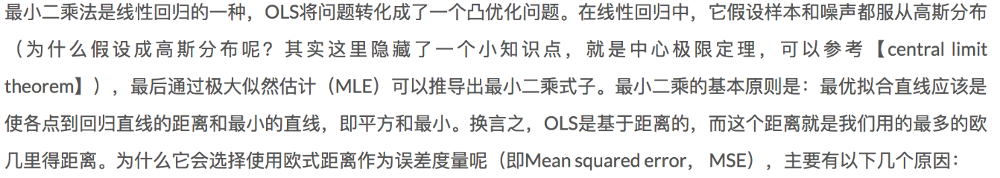 最小二乘法是线性回归的一种，OLS将问题转化成了一个凸优化问题。在线性回归中，它假设样本和噪声都服从高斯分布
（为什么假设成高斯分布呢？其实这里隐藏了一个小知识点，就是中心极限定理，可以参考【central limit
theorem】），最后通过极大似然估计（MLE）可以推导出最小二乘式子。最小二乘的基本原则是：最优拟合直线应该是
使各点到回归直线的距离和最小的直线，即平方和最小。换言之，OLS是基于距离的，而这个距离就是我们用的最多的欧
几里得距离。为什么它会选择使用欧式距离作为误差度量呢（即Mean squared error， MSE），主要有以下几个原因：